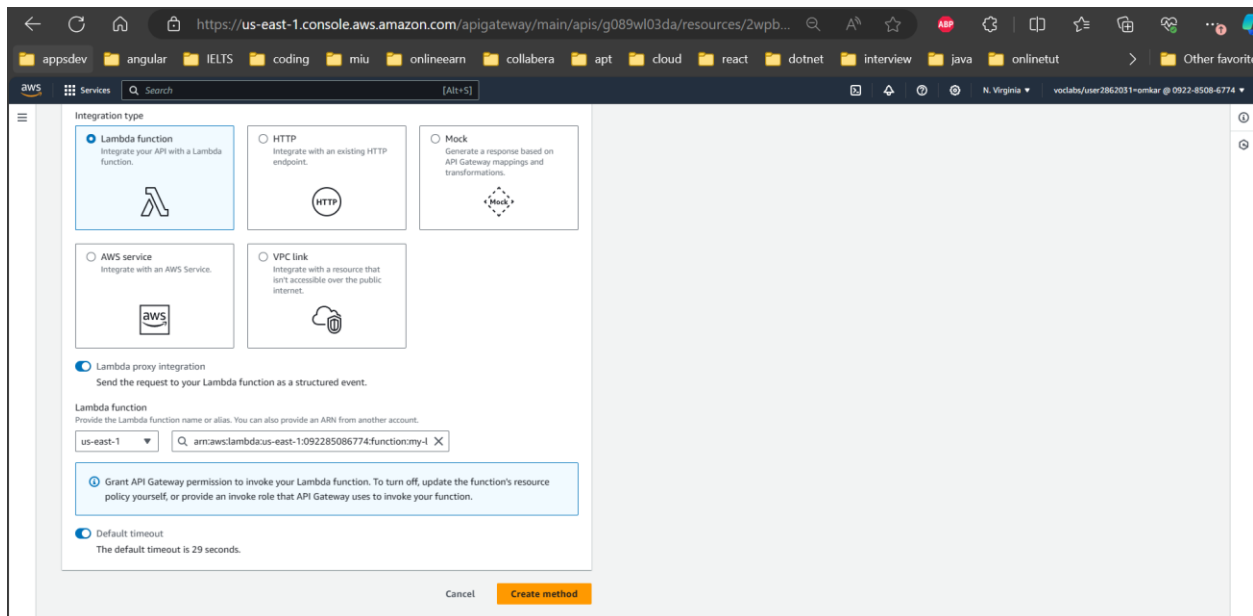 https://us-east-1.console.aws.amazon.com/apigateway/main/apis/g089wl03da/resources/2wpb...
ABP
appsdev angular IELTS coding miu onlineearn collabera apt cloud react dotnet interview java onlinetut Other favorite
aws Services Search [Alt+S] N. Virginia ▼ voclabs/user2862031=omkar @ 0922-8508-6774 ▼
Integration type
Lambda function
Integrate your API with a Lambda
function.
HTTP
Integrate with an existing HTTP
endpoint.
HTTP
Mock
Generate a response based on
API Gateway mappings and
transformations.
Mock
AWS service
Integrate with an AWS Service.
aws
VPC link
Integrate with a resource that
isn't accessible over the public
internet.
Lambda proxy integration
Send the request to your Lambda function as a structured event.
Lambda function
Provide the Lambda function name or alias. You can also provide an ARN from another account.
us-east-1 ▼ arn:aws:lambda:us-east-1:092285086774:function:my-l
Grant API Gateway permission to invoke your Lambda function. To turn off, update the function's resource
policy yourself, or provide an invoke role that API Gateway uses to invoke your function.
Default timeout
The default timeout is 29 seconds.
Cancel Create method